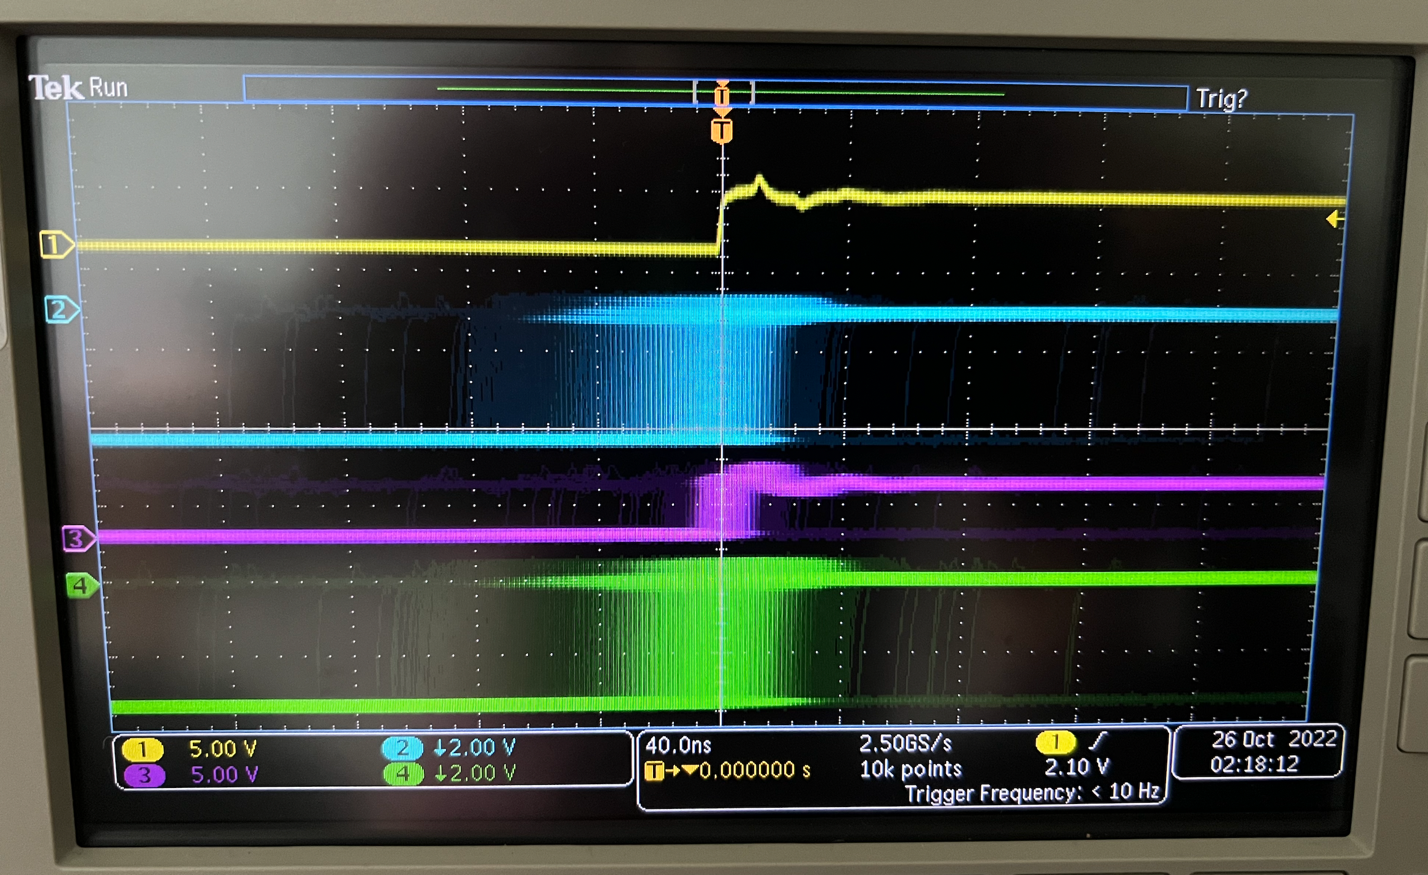 Tek Run
Trig?
T
T
1
2
3
4
1 5.00 V
2 ↓2.00 V
3 5.00 V
4 ↓2.00 V
40.0ns
2.50GS/s
1
T→▼0.000000 s
10k points
2.10 V
Trigger Frequency: < 10 Hz
26 Oct 2022
02:18:12